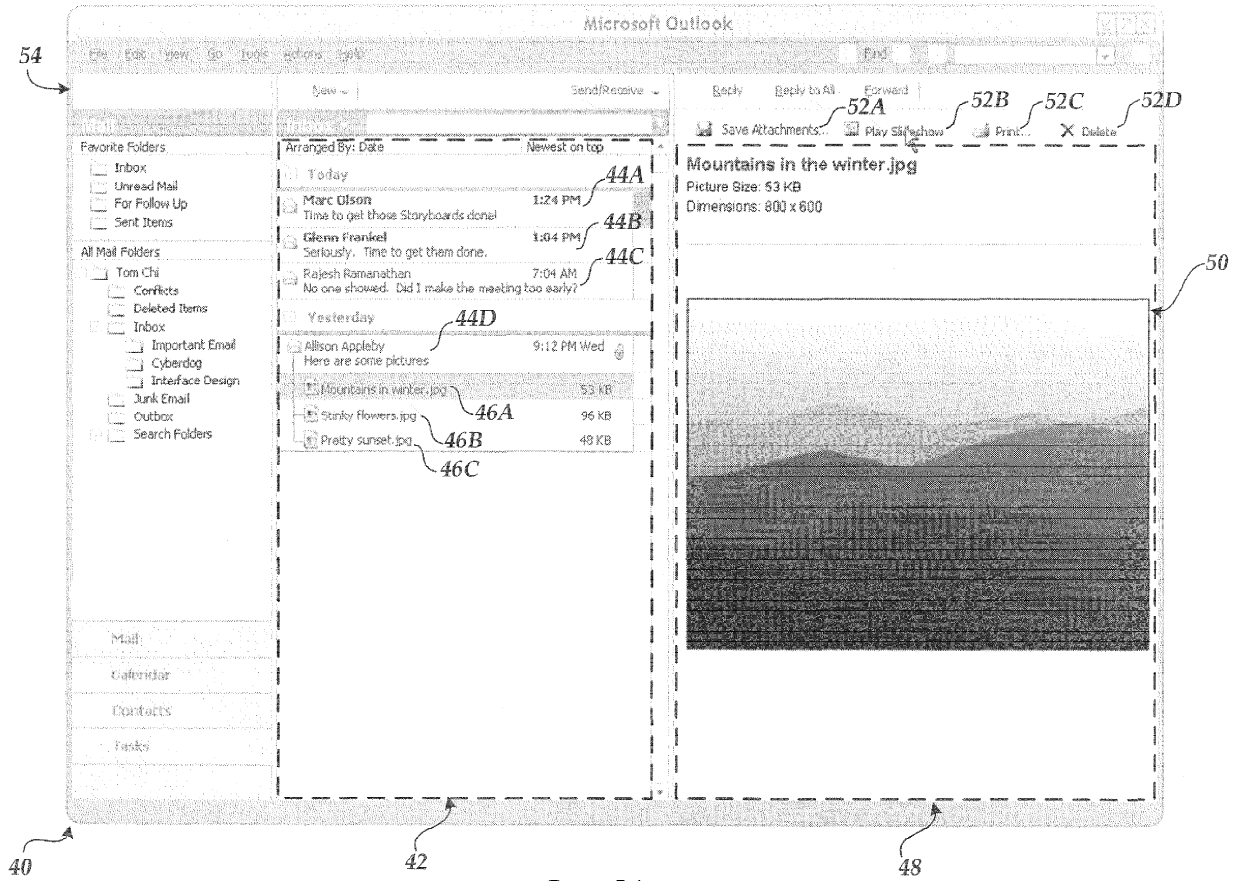 Microsoft Outlook
54
File Edit View Go Tools Actions Help
Find
New
Send/Receive
Reply Reply to All Forward
52A 52B 52C 52D
Save Attachments... Play Slideshow Print... Delete
Favorite Folders
Inbox
Unread Mail
For Follow Up
Sent Items
All Mail Folders
Tom Chi
Conflicts
Deleted Items
Inbox
Important Email
Cyberdog
Interface Design
Junk Email
Outbox
Search Folders
Mail
Calendar
Contacts
Tasks
Arranged By: Date Newest on top
Today
44A
Marc Olson 1:24 PM
Time to get those Storyboards done!
44B
Glenn Frankel 1:04 PM
Seriously. Time to get them done.
44C
Rajesh Ramanathan 7:04 AM
No one showed. Did I make the meeting too early?
Yesterday
44D
Allison Appleby 9:12 PM Wed
Here are some pictures
Mountains in winter.jpg 53 KB
46A
Stinky flowers.jpg 96 KB
46B
Pretty sunset.jpg 48 KB
46C
Mountains in the winter.jpg
Picture Size: 53 KB
Dimensions: 800 x 600
50
40
42
48